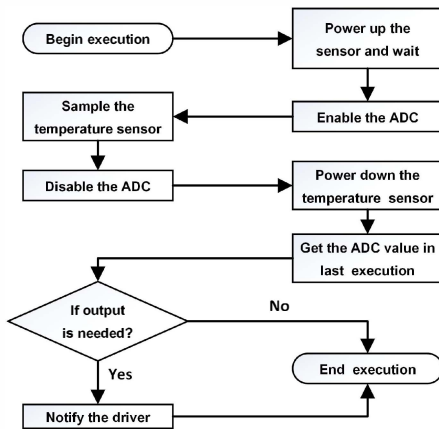 Begin execution
Power up the
sensor and wait
Enable the ADC
Sample the
temperature sensor
Disable the ADC
Power down the
temperature sensor
Get the ADC value in
last execution
If output
is needed?
No
Yes
End execution
Notify the driver